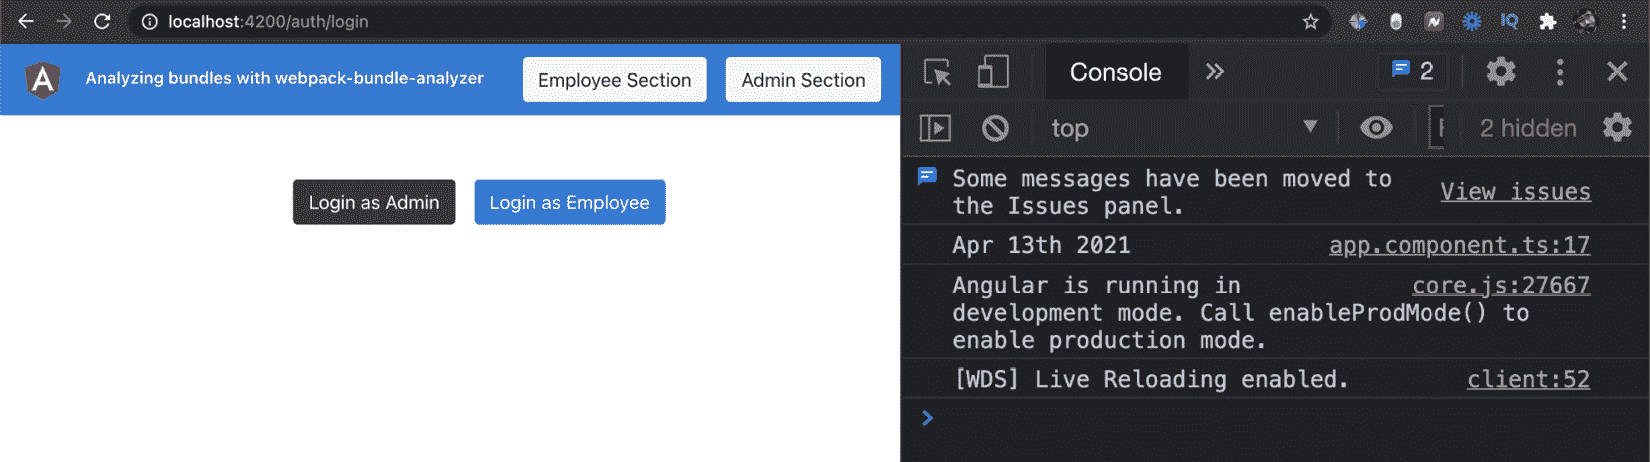 localhost:4200/auth/login
Analyzing bundles with webpack-bundle-analyzer
Employee Section
Admin Section
Login as Admin
Login as Employee
Console
2
top
2 hidden
Some messages have been moved to
the Issues panel.
View issues
Apr 13th 2021
app.component.ts:17
Angular is running in
core.js:27667
development mode. Call enableProdMode() to
enable production mode.
[WDS] Live Reloading enabled.
client:52